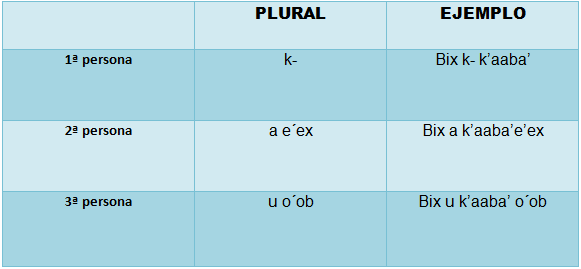 PLURAL EJEMPLO
1ª persona k- Bix k- k’aaba’
2ª persona a e´ex Bix a k’aaba’e’ex
3ª persona u o´ob Bix u k’aaba’ o´ob